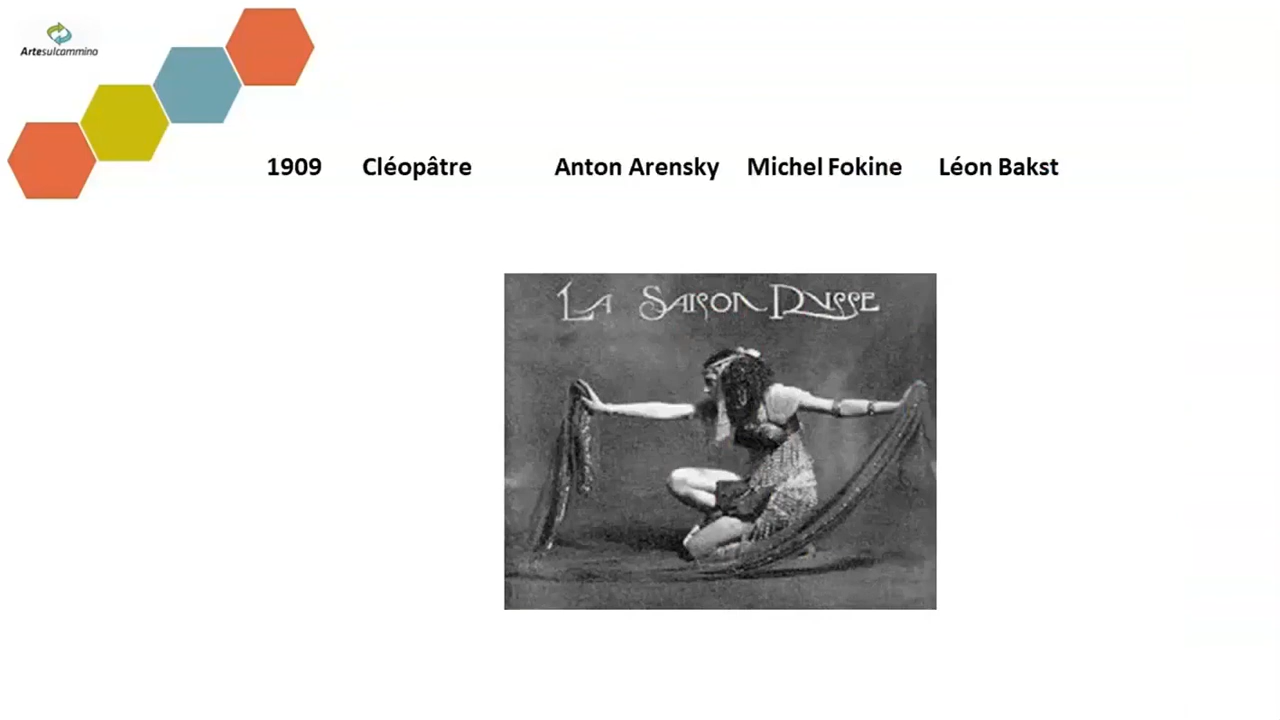 Artesulcammino
1909 Cléopâtre Anton Arensky Michel Fokine Léon Bakst
LA SAISON RUSSE